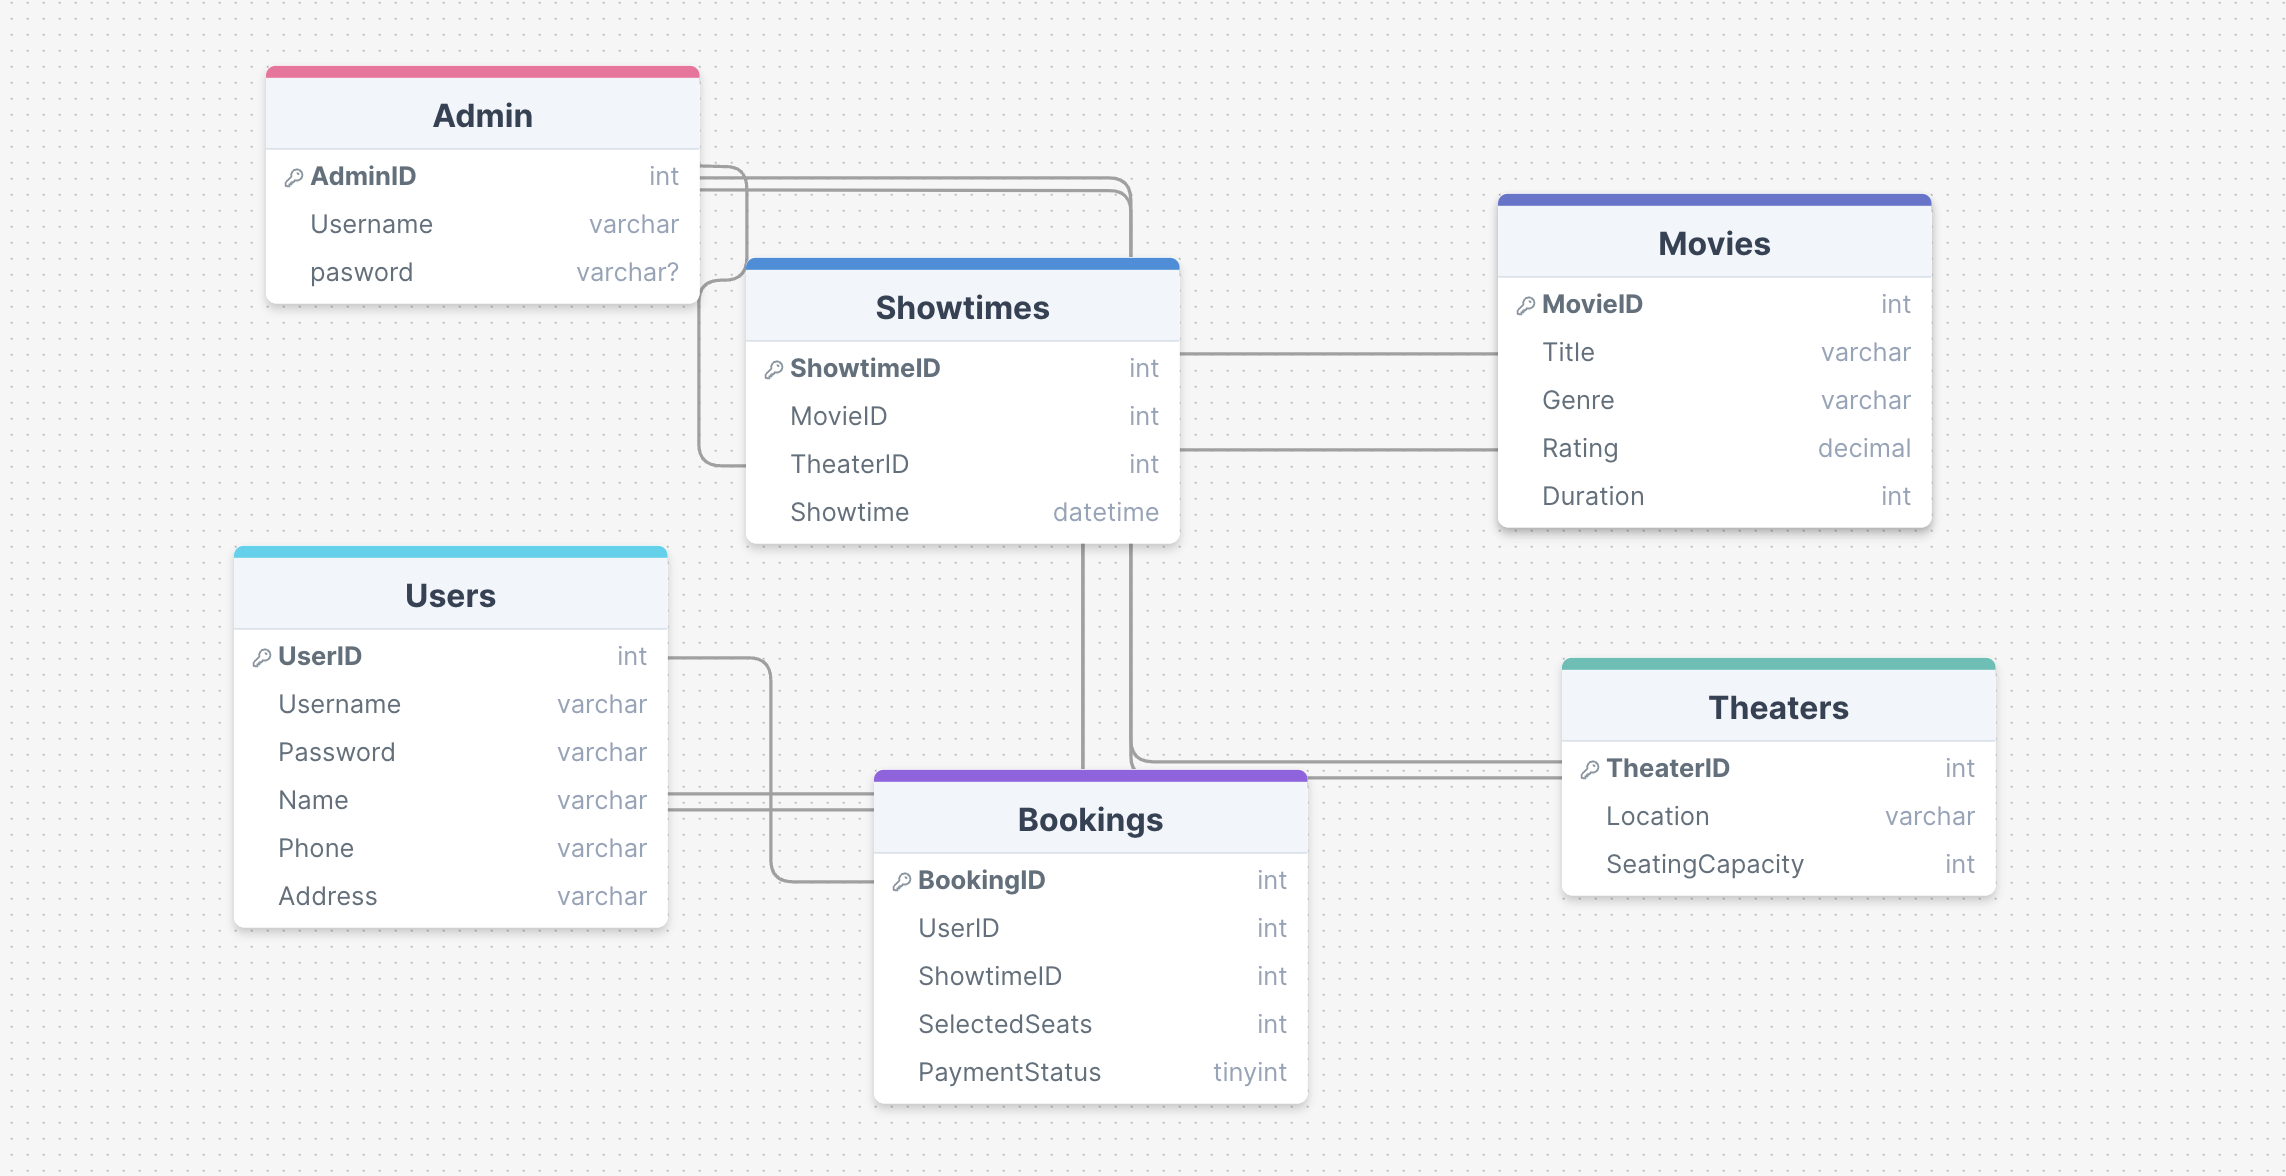 Admin
AdminID int
Username varchar
pasword varchar?
Showtimes
ShowtimeID int
MovieID int
TheaterID int
Showtime datetime
Movies
MovieID int
Title varchar
Genre varchar
Rating decimal
Duration int
Users
UserID int
Username varchar
Password varchar
Name varchar
Phone varchar
Address varchar
Bookings
BookingID int
UserID int
ShowtimeID int
SelectedSeats int
PaymentStatus tinyint
Theaters
TheaterID int
Location varchar
SeatingCapacity int